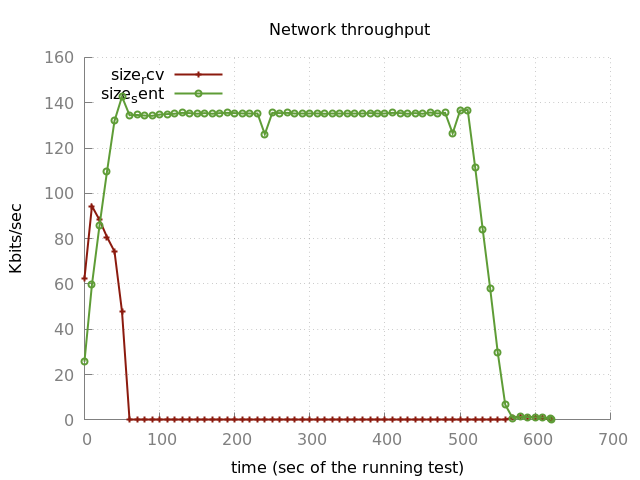 Network throughput
160
140
120
100
80
60
40
20
0
Kbits/sec
size_rcv
size_sent
0 100 200 300 400 500 600 700
time (sec of the running test)